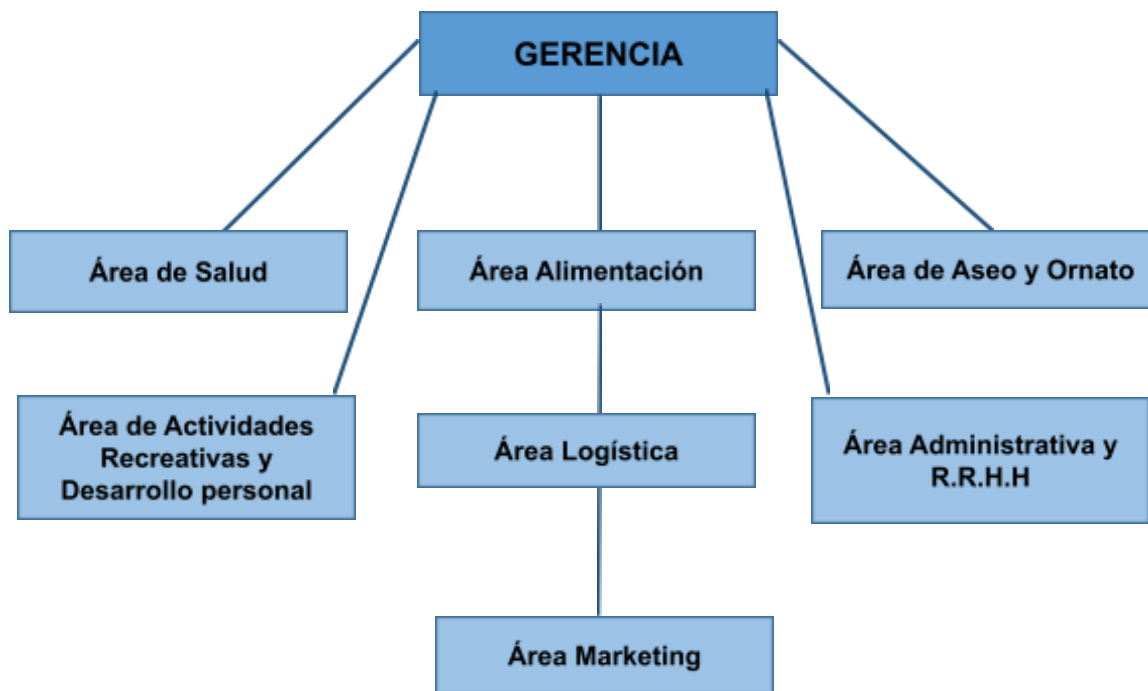 GERENCIA
Área de Salud
Área Alimentación
Área de Aseo y Ornato
Área de Actividades
Recreativas y
Desarrollo personal
Área Logística
Área Administrativa y
R.R.H.H
Área Marketing